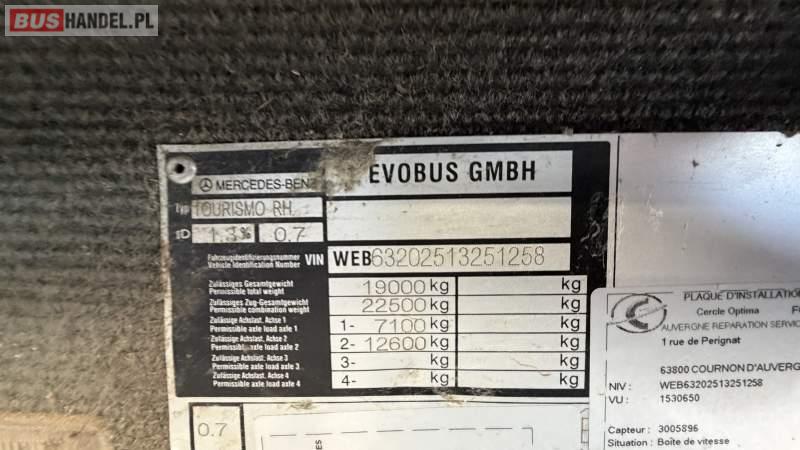 BUSHANDEL.PL
MERCEDES-BENZ
EVOBUS GMBH
Typ TOURISMO RH.
1.3% 0.7
Fahrzeugidentifizierungsnummer
Vehicle Identification Number VIN WEB63202513251258
Zulässiges Gesamtgewicht
Permissible total weight 19000 kg kg
Zulässiges Zug-Gesamtgewicht
Permissible combination weight 22500 kg kg
Zulässige Achslast. Achse 1
Permissible axle load axle 1 1- 7100 kg kg
Zulässige Achslast. Achse 2
Permissible axle load axle 2 2- 12600 kg kg
Zulässige Achslast. Achse 3
Permissible axle load axle 3 3- kg kg
Zulässige Achslast. Achse 4
Permissible axle load axle 4 4- kg kg
0.7
PLAQUE D'INSTALLATIO
Cercle Optima
AUVERGNE REPARATION SERVIC
1 rue de Perignat
63800 COURNON D'AUVERG
NIV : WEB63202513251258
VU : 1530650
Capteur : 3005896
Situation : Boîte de vitesse